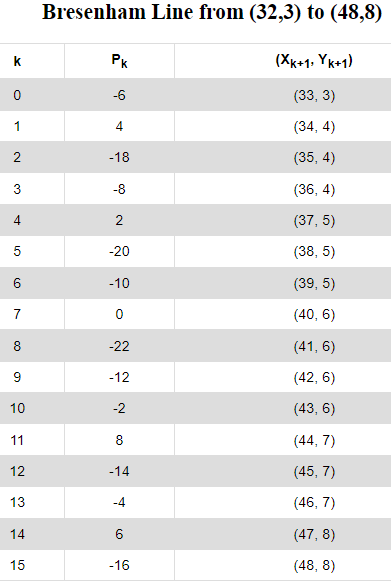 Bresenham Line from (32,3) to (48,8)
k Pk (Xk+1, Yk+1)
0 -6 (33, 3)
1 4 (34, 4)
2 -18 (35, 4)
3 -8 (36, 4)
4 2 (37, 5)
5 -20 (38, 5)
6 -10 (39, 5)
7 0 (40, 6)
8 -22 (41, 6)
9 -12 (42, 6)
10 -2 (43, 6)
11 8 (44, 7)
12 -14 (45, 7)
13 -4 (46, 7)
14 6 (47, 8)
15 -16 (48, 8)